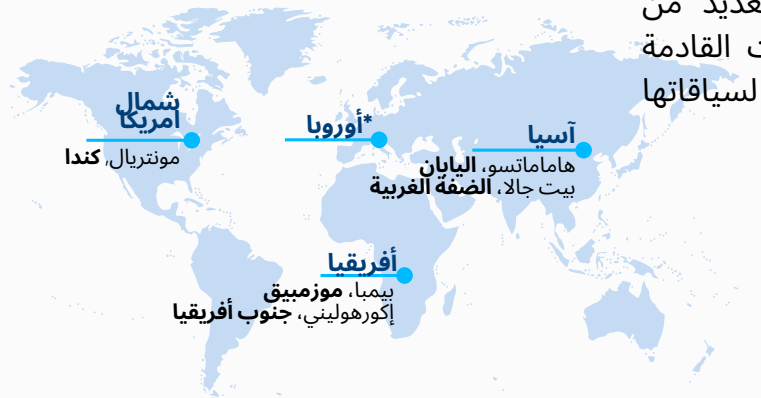 عديد من
ت القادمة
لسياقاتها
شمال
أمريكا
مونتريال, كندا
*أوروبا
آسيا
هاماماتسو، اليابان
بيت جالا، الضفة الغربية
أفريقيا
بيمبا، موزمبيق
إكورهوليني، جنوب أفريقيا